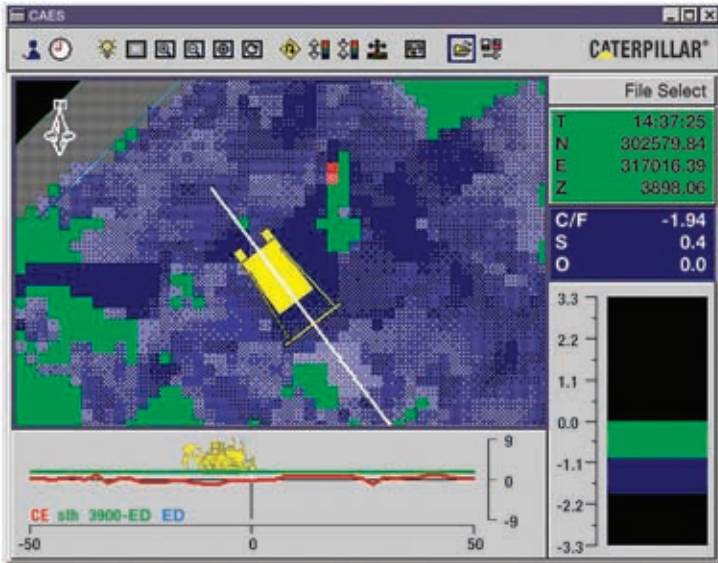 CAES
CATERPILLAR®
File Select
T 14:37:25
N 302579.84
E 317016.39
Z 3898.06
C/F -1.94
S 0.4
O 0.0
3.3
2.2
1.1
0.0
-1.1
-2.2
-3.3
9
0
-9
CE sth 3900-ED ED
-50 0 50